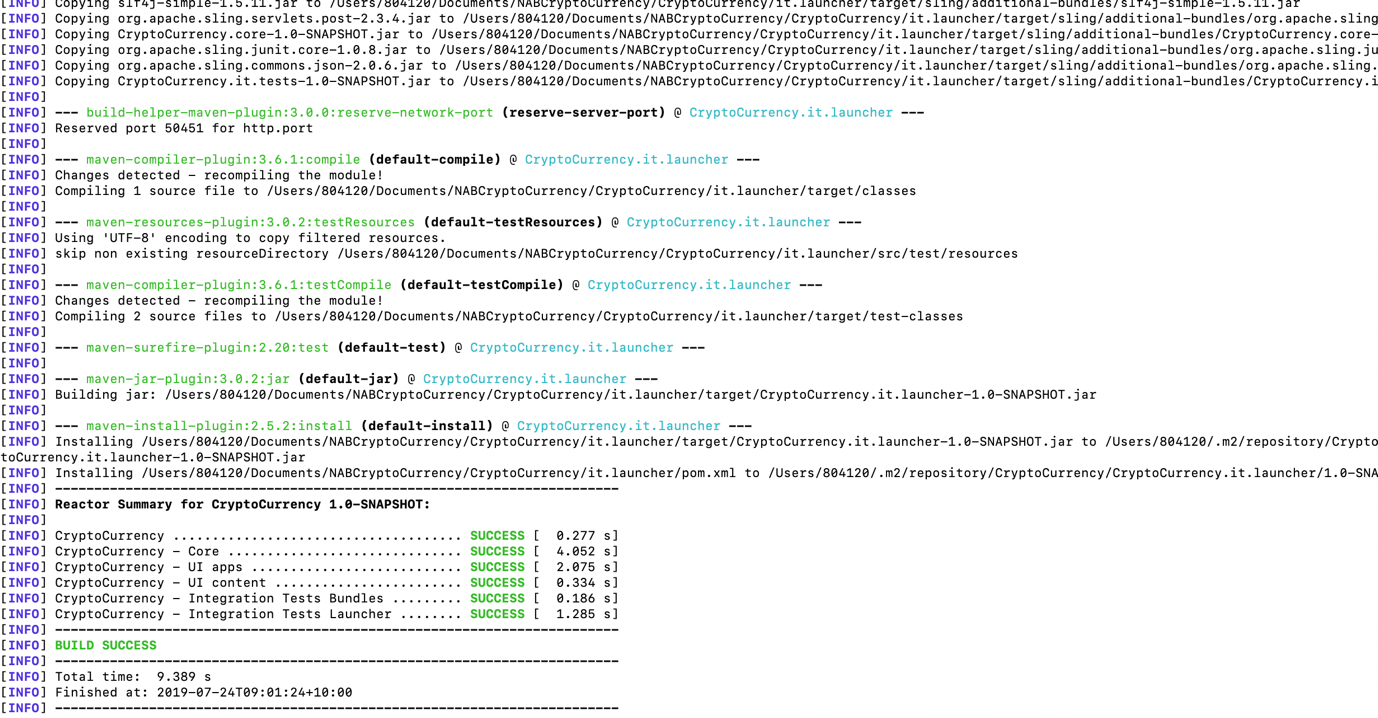 [INFO] Copying slf4j-simple-1.5.11.jar to /Users/804120/Documents/NABCryptoCurrency/CryptoCurrency/it.launcher/target/sling/additional-bundles/slf4j-simple-1.5.11.jar
[INFO] Copying org.apache.sling.servlets.post-2.3.4.jar to /Users/804120/Documents/NABCryptoCurrency/CryptoCurrency/it.launcher/target/sling/additional-bundles/org.apache.sling
[INFO] Copying CryptoCurrency.core-1.0-SNAPSHOT.jar to /Users/804120/Documents/NABCryptoCurrency/CryptoCurrency/it.launcher/target/sling/additional-bundles/CryptoCurrency.core-
[INFO] Copying org.apache.sling.junit.core-1.0.8.jar to /Users/804120/Documents/NABCryptoCurrency/CryptoCurrency/it.launcher/target/sling/additional-bundles/org.apache.sling.ju
[INFO] Copying org.apache.sling.commons.json-2.0.6.jar to /Users/804120/Documents/NABCryptoCurrency/CryptoCurrency/it.launcher/target/sling/additional-bundles/org.apache.sling.
[INFO] Copying CryptoCurrency.it.tests-1.0-SNAPSHOT.jar to /Users/804120/Documents/NABCryptoCurrency/CryptoCurrency/it.launcher/target/sling/additional-bundles/CryptoCurrency.i
[INFO]
[INFO] --- build-helper-maven-plugin:3.0.0:reserve-network-port (reserve-server-port) @ CryptoCurrency.it.launcher ---
[INFO] Reserved port 50451 for http.port
[INFO]
[INFO] --- maven-compiler-plugin:3.6.1:compile (default-compile) @ CryptoCurrency.it.launcher ---
[INFO] Changes detected - recompiling the module!
[INFO] Compiling 1 source file to /Users/804120/Documents/NABCryptoCurrency/CryptoCurrency/it.launcher/target/classes
[INFO]
[INFO] --- maven-resources-plugin:3.0.2:testResources (default-testResources) @ CryptoCurrency.it.launcher ---
[INFO] Using 'UTF-8' encoding to copy filtered resources.
[INFO] skip non existing resourceDirectory /Users/804120/Documents/NABCryptoCurrency/CryptoCurrency/it.launcher/src/test/resources
[INFO]
[INFO] --- maven-compiler-plugin:3.6.1:testCompile (default-testCompile) @ CryptoCurrency.it.launcher ---
[INFO] Changes detected - recompiling the module!
[INFO] Compiling 2 source files to /Users/804120/Documents/NABCryptoCurrency/CryptoCurrency/it.launcher/target/test-classes
[INFO]
[INFO] --- maven-surefire-plugin:2.20:test (default-test) @ CryptoCurrency.it.launcher ---
[INFO]
[INFO] --- maven-jar-plugin:3.0.2:jar (default-jar) @ CryptoCurrency.it.launcher ---
[INFO] Building jar: /Users/804120/Documents/NABCryptoCurrency/CryptoCurrency/it.launcher/target/CryptoCurrency.it.launcher-1.0-SNAPSHOT.jar
[INFO]
[INFO] --- maven-install-plugin:2.5.2:install (default-install) @ CryptoCurrency.it.launcher ---
[INFO] Installing /Users/804120/Documents/NABCryptoCurrency/CryptoCurrency/it.launcher/target/CryptoCurrency.it.launcher-1.0-SNAPSHOT.jar to /Users/804120/.m2/repository/Crypto
toCurrency.it.launcher-1.0-SNAPSHOT.jar
[INFO] Installing /Users/804120/Documents/NABCryptoCurrency/CryptoCurrency/it.launcher/pom.xml to /Users/804120/.m2/repository/CryptoCurrency/CryptoCurrency.it.launcher/1.0-SNA
[INFO] ------------------------------------------------------------------------
[INFO] Reactor Summary for CryptoCurrency 1.0-SNAPSHOT:
[INFO]
[INFO] CryptoCurrency ..................................... SUCCESS [  0.277 s]
[INFO] CryptoCurrency - Core .............................. SUCCESS [  4.052 s]
[INFO] CryptoCurrency - UI apps ........................... SUCCESS [  2.075 s]
[INFO] CryptoCurrency - UI content ........................ SUCCESS [  0.334 s]
[INFO] CryptoCurrency - Integration Tests Bundles ......... SUCCESS [  0.186 s]
[INFO] CryptoCurrency - Integration Tests Launcher ........ SUCCESS [  1.285 s]
[INFO] ------------------------------------------------------------------------
[INFO] BUILD SUCCESS
[INFO] ------------------------------------------------------------------------
[INFO] Total time:  9.389 s
[INFO] Finished at: 2019-07-24T09:01:24+10:00
[INFO] ------------------------------------------------------------------------